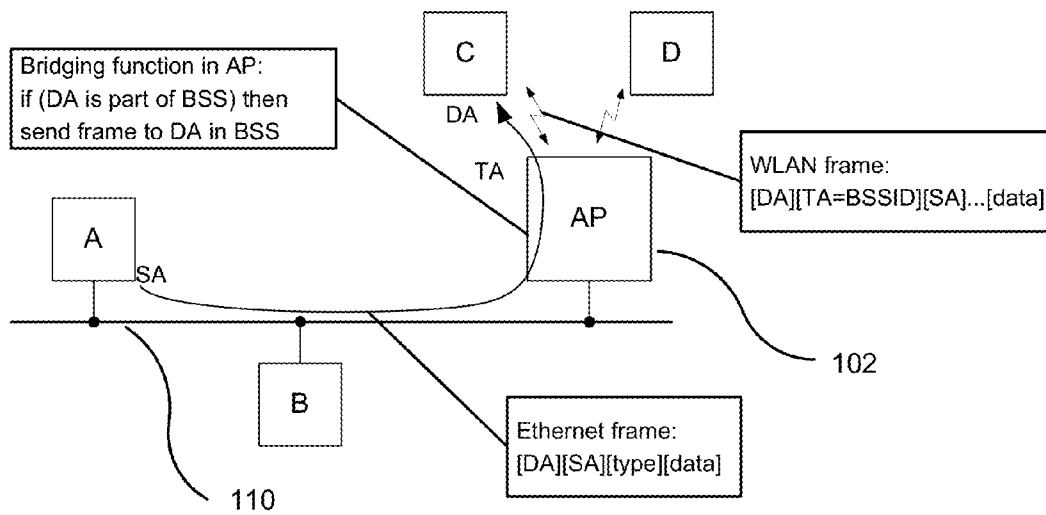 C
D
Bridging function in AP:
if (DA is part of BSS) then
send frame to DA in BSS
DA
TA
WLAN frame:
[DA][TA=BSSID][SA]...[data]
A
AP
SA
102
B
Ethernet frame:
[DA][SA][type][data]
110